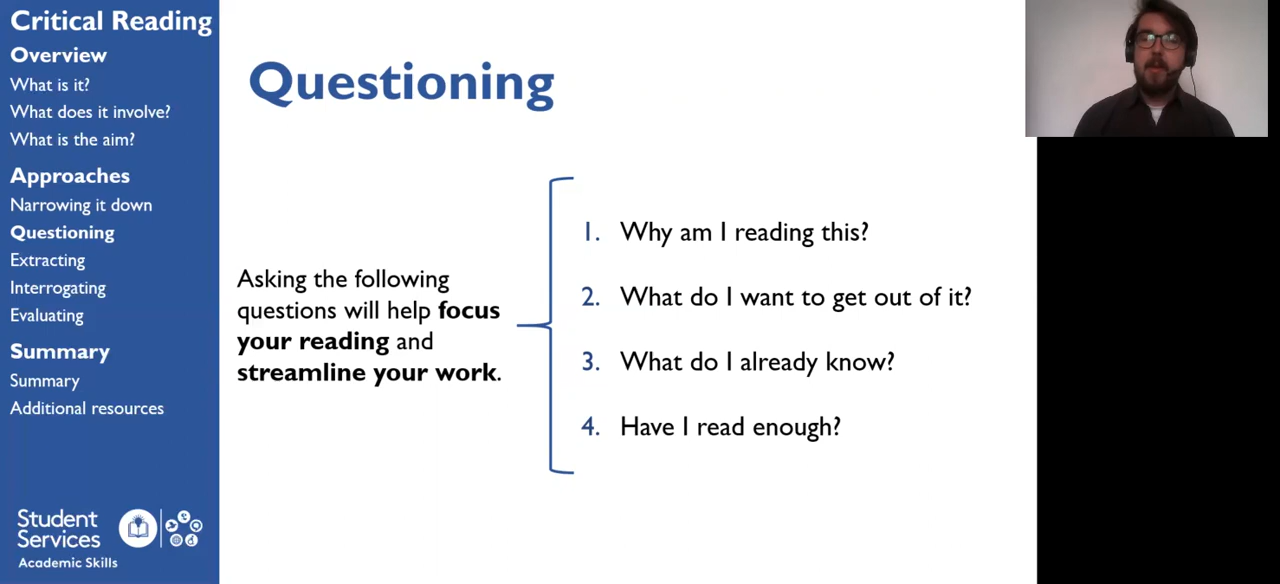 Critical Reading
Overview
What is it?
What does it involve?
What is the aim?
Approaches
Narrowing it down
Questioning
Extracting
Interrogating
Evaluating
Summary
Summary
Additional resources
Student
Services
Academic Skills
Questioning
Asking the following
questions will help focus
your reading and
streamline your work.
1. Why am I reading this?
2. What do I want to get out of it?
3. What do I already know?
4. Have I read enough?